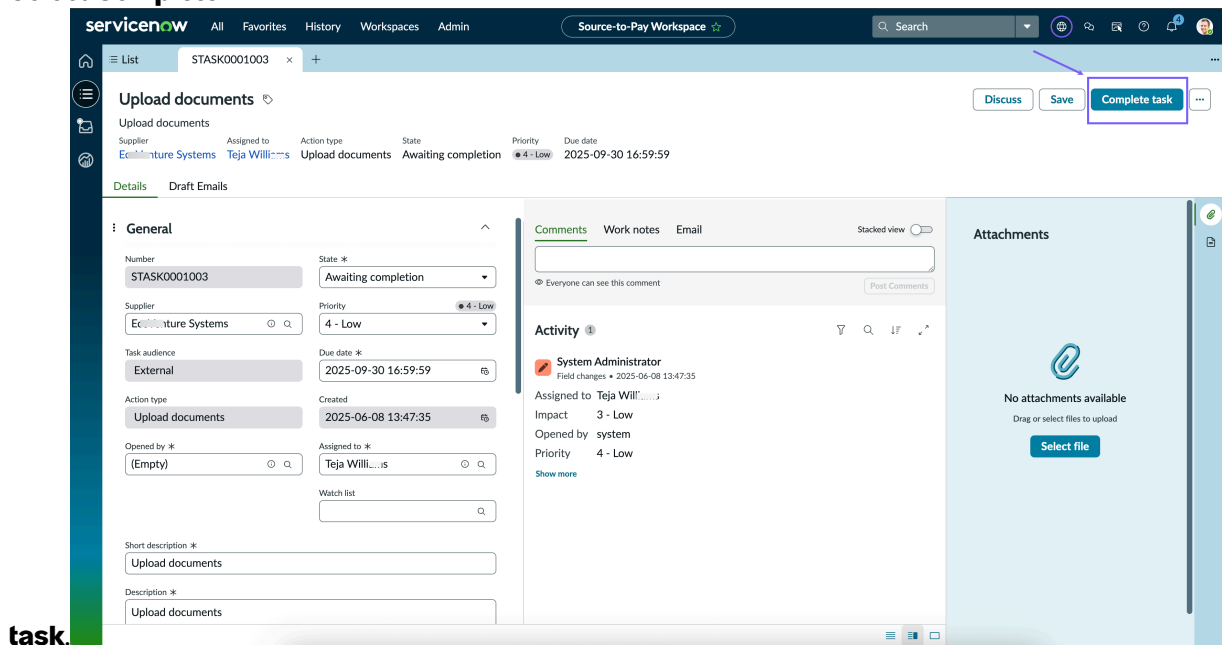 servicenow All Favorites History Workspaces Admin Source-to-Pay Workspace Search 4
List STASK0001003 × +
Upload documents Discuss Save Complete task
Upload documents
Supplier Assigned to Action type State Priority Due date
Systems Teja Upload documents Awaiting completion 4 - Low 2025-09-30 16:59:59
Details Draft Emails
General
Number State *
STASK0001003 Awaiting completion
Supplier Priority 4 - Low
Systems 4 - Low
Task audience Due date *
External 2025-09-30 16:59:59
Action type Created
Upload documents 2025-06-08 13:47:35
Opened by * Assigned to *
(Empty) Teja
Watch list
Short description *
Upload documents
Description *
Upload documents
Comments Work notes Email Stacked view
Everyone can see this comment Post Comments
Activity 1
System Administrator
Field changes • 2025-06-08 13:47:35
Assigned to Teja
Impact 3 - Low
Opened by system
Priority 4 - Low
Show more
Attachments
No attachments available
Drag or select files to upload
Select file
task.